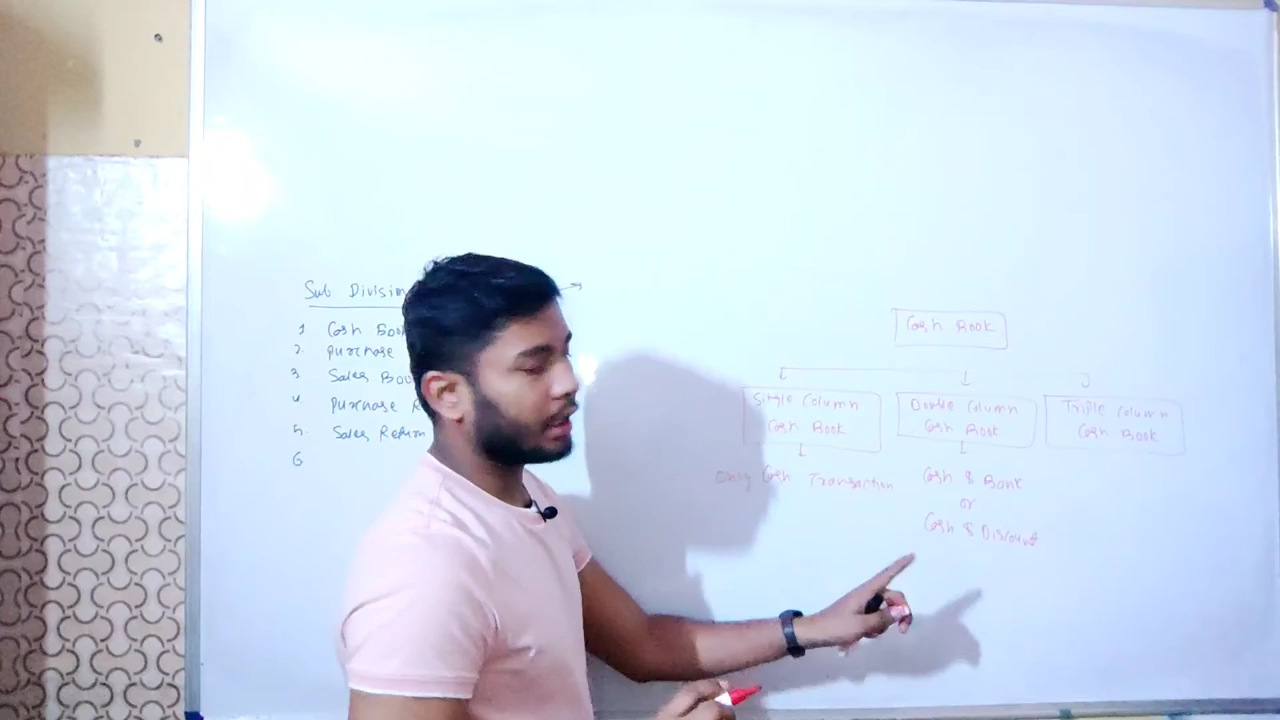 Sub Division
1 Cash Book
2. Purchase
3 Sales Boo
4 Purchase R
5. Sales Return
6
Cash Book
Single Column
Cash Book
Double Column
Cash Book
Triple Column
Cash Book
Only Cash Transaction
Cash & Bank
or
Cash & Discount